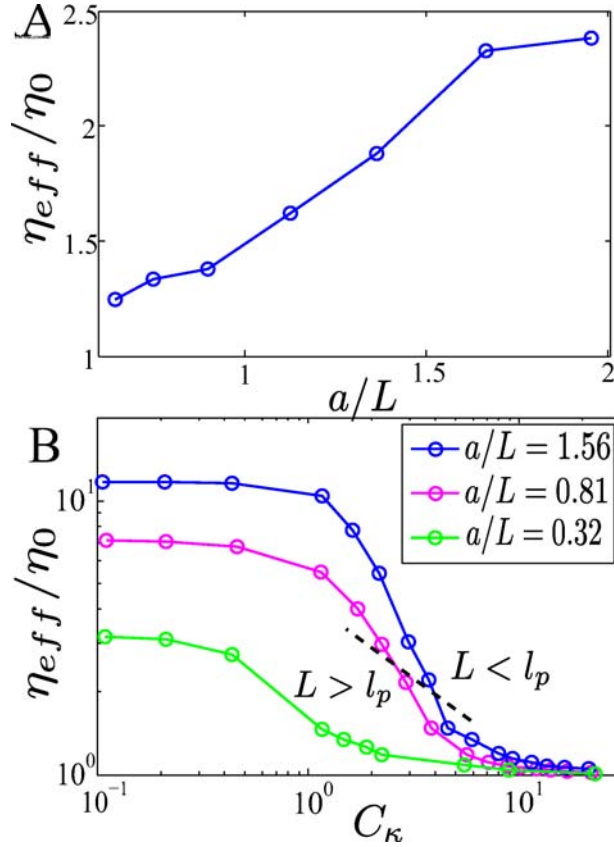 A
2.5
2
1.5
1
η_eff/η_0
1
1.5
2
a/L
B
10^1
10^0
η_eff/η_0
a/L = 1.56
a/L = 0.81
a/L = 0.32
L > l_p
L < l_p
10^-1
10^0
10^1
C_κ